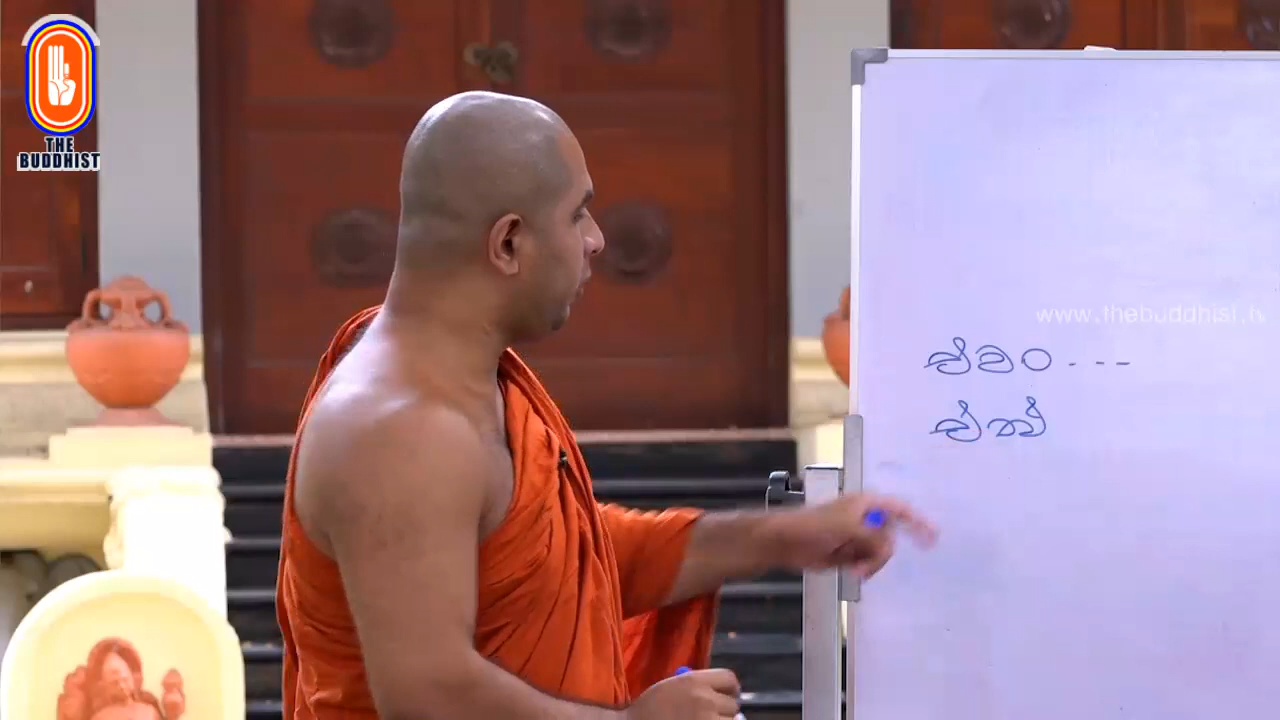 THE
BUDDHIST
www.thebuddhist.tv
එවං - - -
එත්